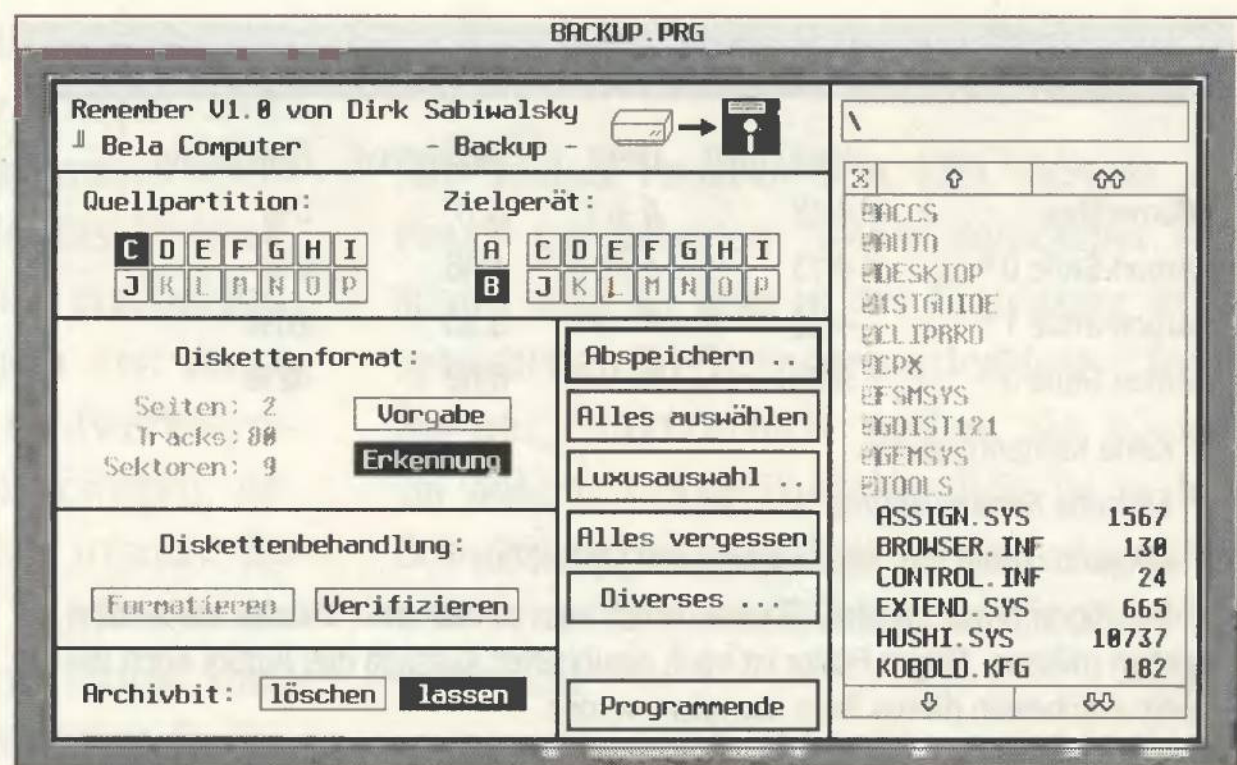 BACKUP.PRG
Remember V1.0 von Dirk Sabiwalsky
Bela Computer - Backup -
Quellpartition: Zielgerät:
C D E F G H I A C D E F G H I
J K L M N O P B J K L M N O P
Diskettenformat:
Seiten: 2
Tracks: 80
Sektoren: 9
Vorgabe
Erkennung
Diskettenbehandlung:
Formatieren Verifizieren
Archivbit: löschen lassen
Abspeichern ..
Alles auswählen
Luxusauswahl ..
Alles vergessen
Diverses ...
Programmende
\
ACCS
AUTO
DESKTOP
CLIPBRD
CPX
FSMSYS
GDIST121
GEMSYS
TOOLS
ASSIGN.SYS 1567
BROWSER.INF 130
CONTROL.INF 24
EXTEND.SYS 665
HUSHI.SYS 10737
KOBOLD.KFG 182